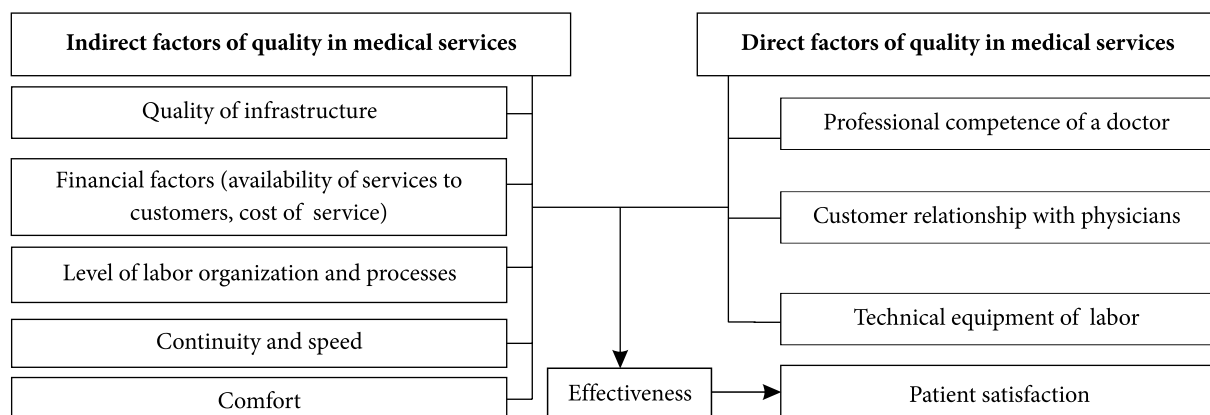 Indirect factors of quality in medical services
Quality of infrastructure
Financial factors (availability of services to
customers, cost of service)
Level of labor organization and processes
Continuity and speed
Comfort
Direct factors of quality in medical services
Professional competence of a doctor
Customer relationship with physicians
Technical equipment of labor
Effectiveness
Patient satisfaction